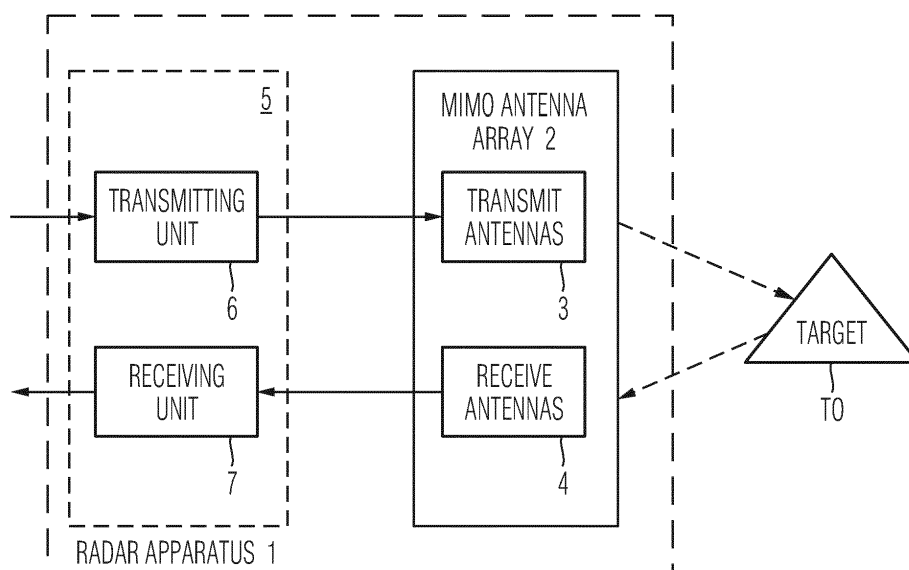 5
MIMO ANTENNA
ARRAY 2
TRANSMITTING
UNIT
6
TRANSMIT
ANTENNAS
3
TARGET
TO
RECEIVING
UNIT
7
RECEIVE
ANTENNAS
4
RADAR APPARATUS 1